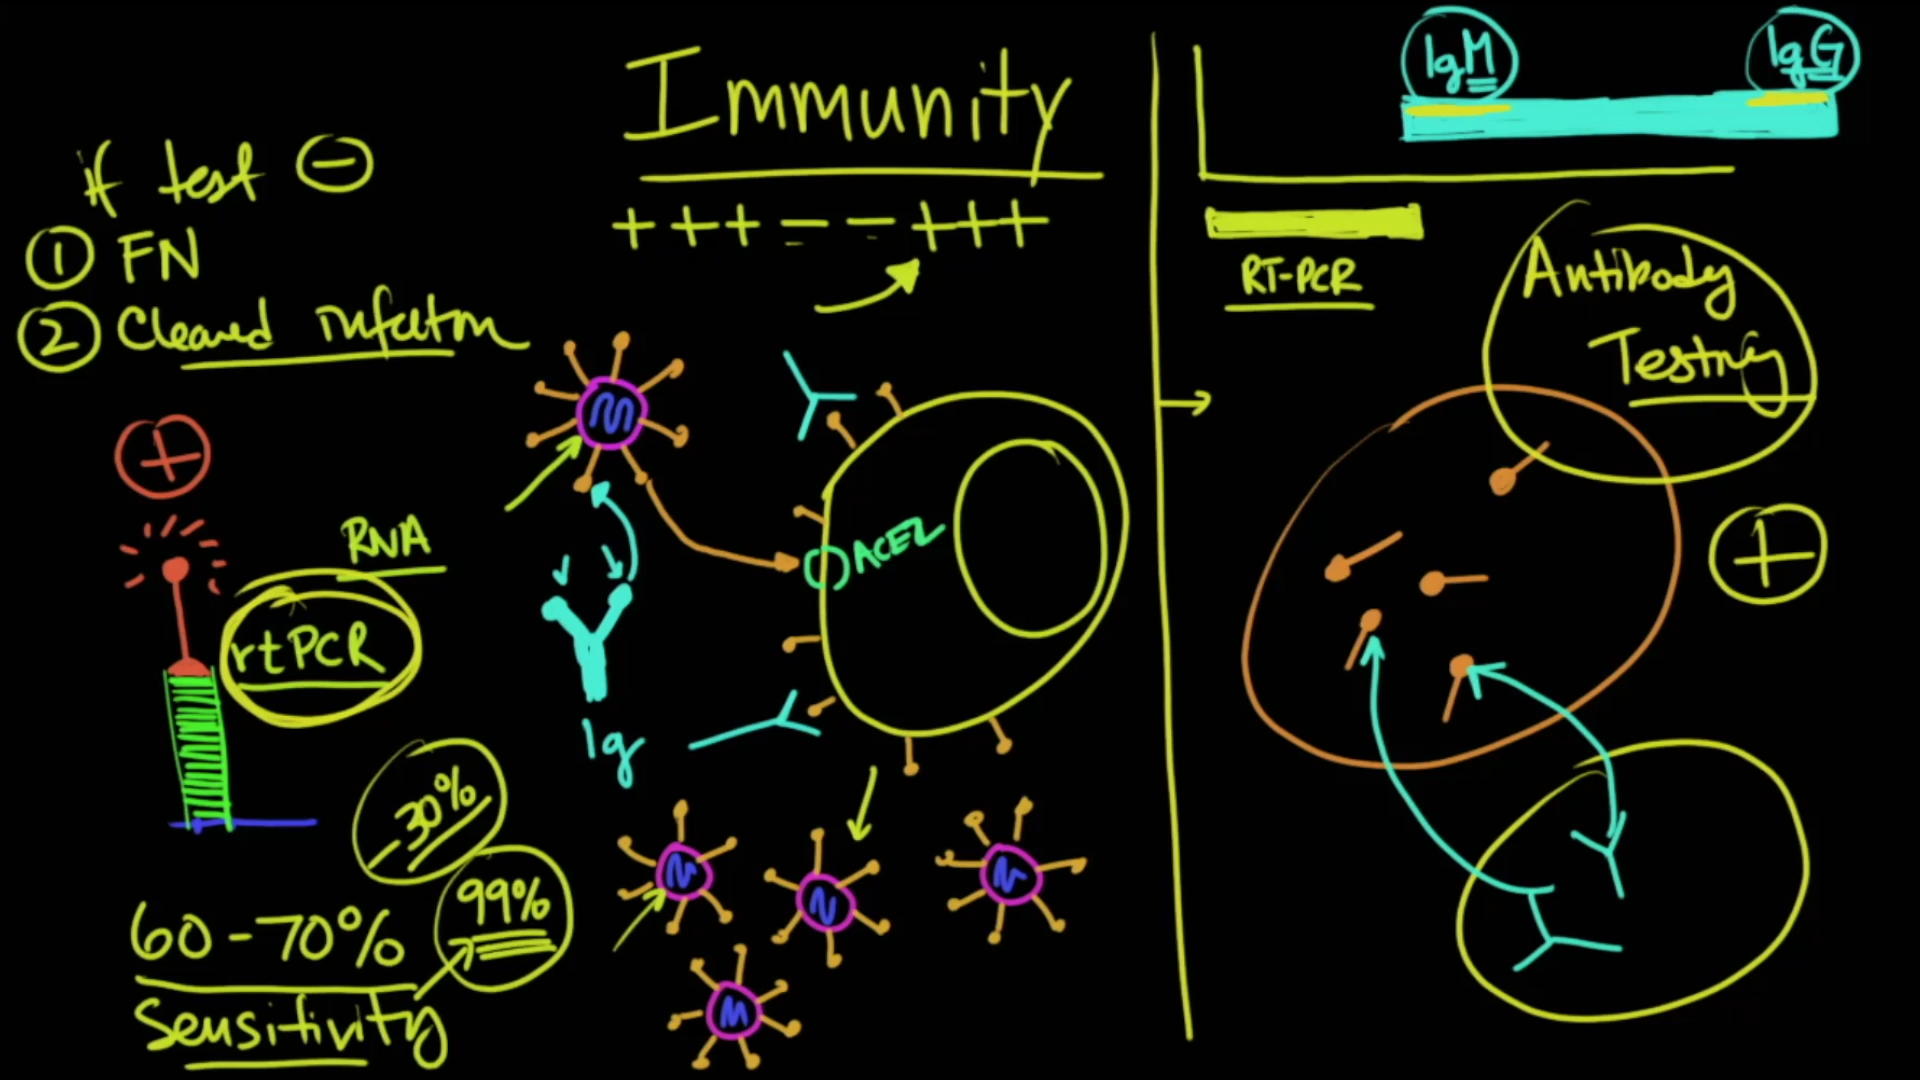 Immunity
+ + + - - + + +
if test ⊖
① FN
② Cleared infection
⊕
RNA
rtPCR
-30%
99%
60-70%
Sensitivity
ACE2
Ig
IgM
IgG
RT-PCR
Antibody
Testing
⊕